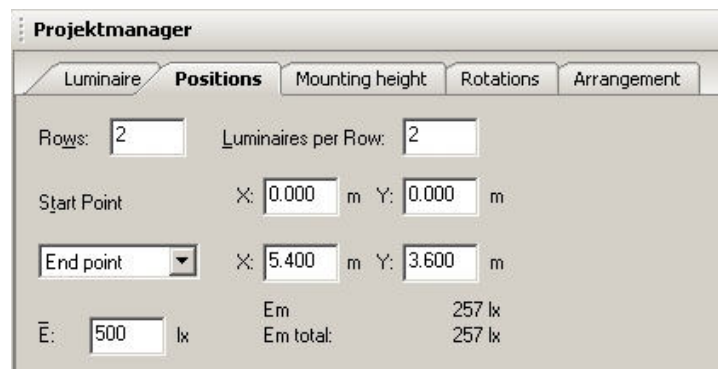 Projektmanager
Luminaire Positions Mounting height Rotations Arrangement
Rows: 2 Luminaires per Row: 2
Start Point X: 0.000 m Y: 0.000 m
End point X: 5.400 m Y: 3.600 m
Em 257 lx
E: 500 lx Em total: 257 lx